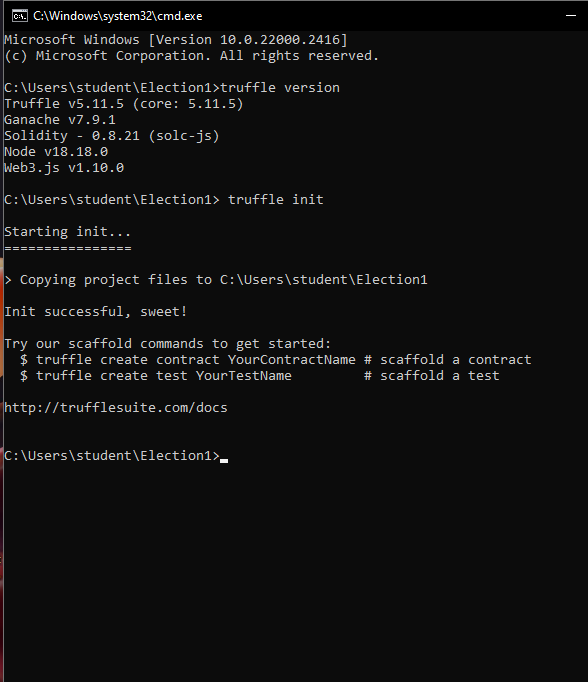 C:\Windows\system32\cmd.exe
Microsoft Windows [Version 10.0.22000.2416]
(c) Microsoft Corporation. All rights reserved.
C:\Users\student\Election1>truffle version
Truffle v5.11.5 (core: 5.11.5)
Ganache v7.9.1
Solidity - 0.8.21 (solc-js)
Node v18.18.0
Web3.js v1.10.0
C:\Users\student\Election1> truffle init
Starting init...
================
> Copying project files to C:\Users\student\Election1
Init successful, sweet!
Try our scaffold commands to get started:
  $ truffle create contract YourContractName # scaffold a contract
  $ truffle create test YourTestName         # scaffold a test
http://trufflesuite.com/docs
C:\Users\student\Election1>